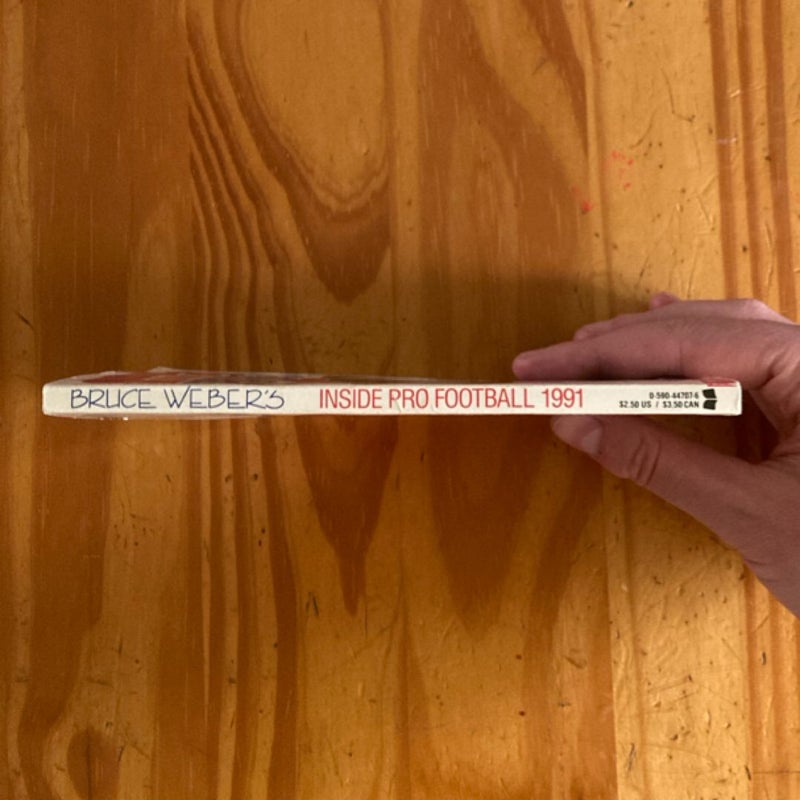 BRUCE WEBER'S INSIDE PRO FOOTBALL 1991
0-590-44707-6
$2.50 US / $3.50 CAN